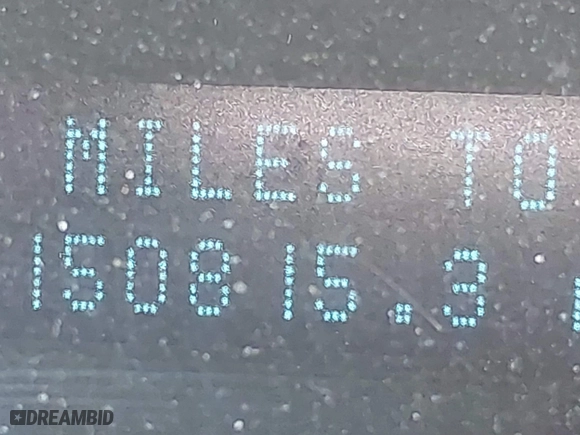 MILES TO
150815.3
DREAMBID